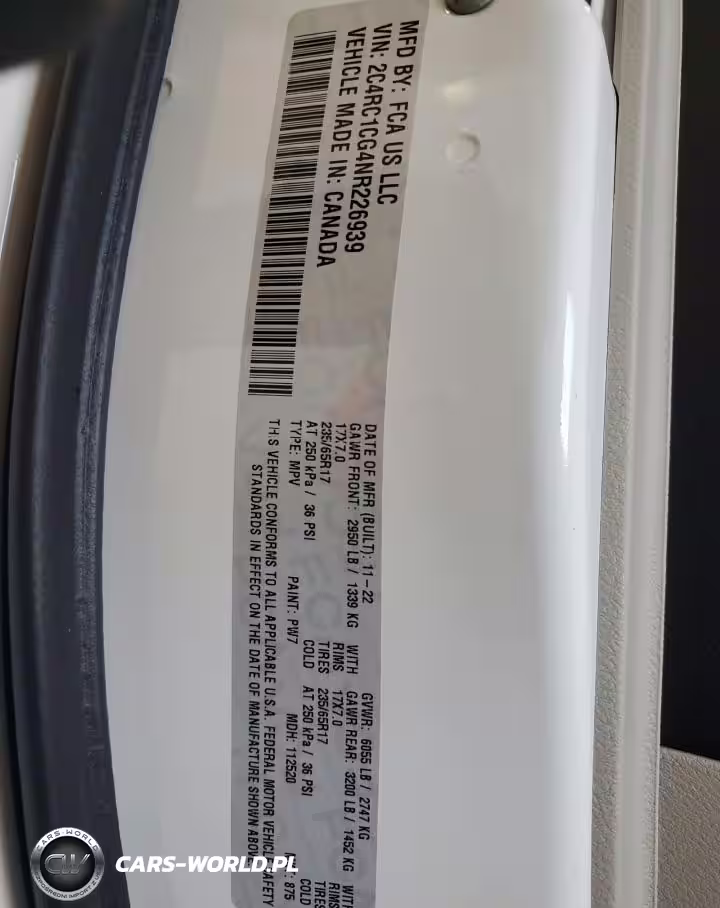 MFD BY: FCA US LLC
VIN: 2C4RC1CG4NR226939
VEHICLE MADE IN: CANADA
DATE OF MFR (BUILT): 11-22 GVWR: 6055 LB / 2747 KG
GAWR FRONT: 2950 LB / 1339 KG WITH GAWR REAR: 3200 LB / 1452 KG WITH
17X7.0 RIMS 17X7.0 RIMS
235/65R17 TIRES 235/65R17 TIRES
AT 250 kPa / 36 PSI COLD AT 250 kPa / 36 PSI COLD
TYPE: MPV PAINT: PW7 MDH: 112520 875
THIS VEHICLE CONFORMS TO ALL APPLICABLE U.S.A. FEDERAL MOTOR VEHICLE SAFETY
STANDARDS IN EFFECT ON THE DATE OF MANUFACTURE SHOWN ABOVE
CARS-WORLD
CW
CARS-WORLD.PL